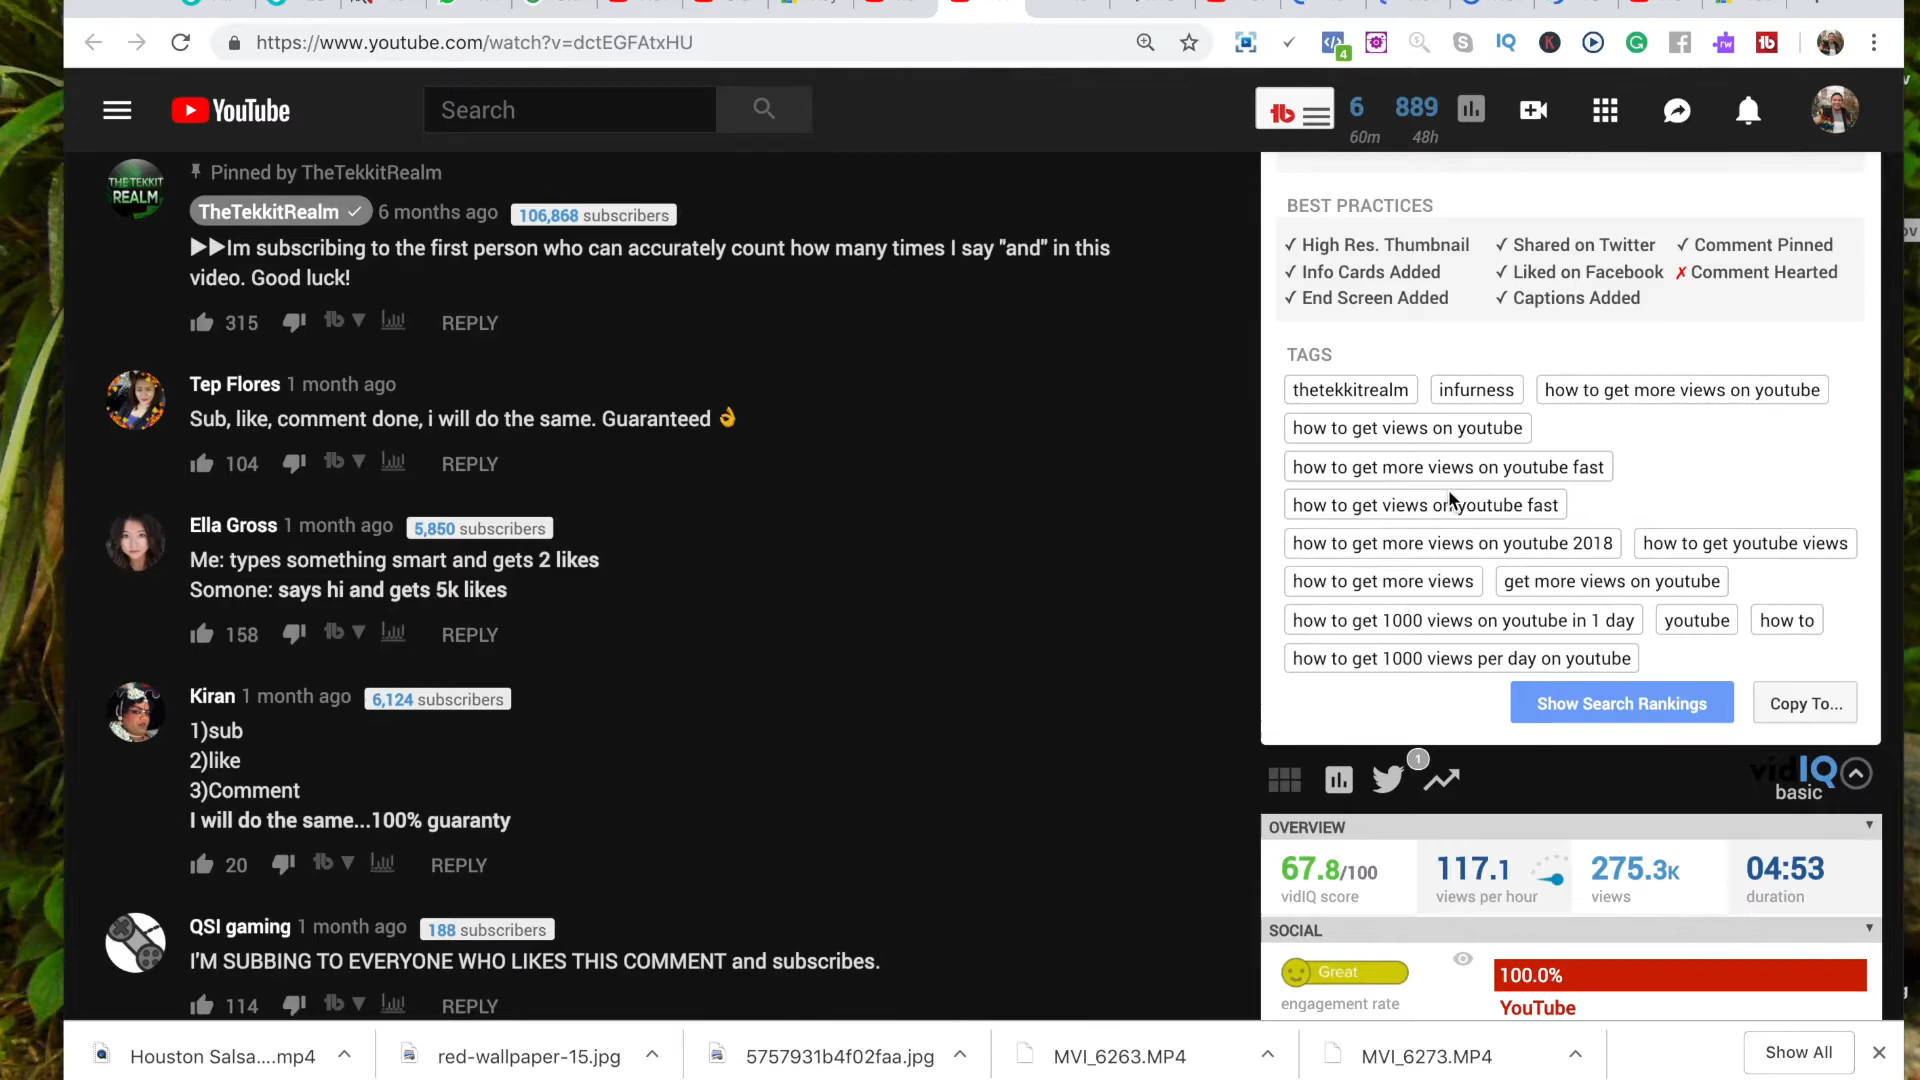 https://www.youtube.com/watch?v=dctEGFAtxHU
4
IQ
K
G
.rw
tb
YouTube
Search
tb
6
60m
889
48h
THE TEKKIT
REALM
Pinned by TheTekkitRealm
TheTekkitRealm 6 months ago 106,868 subscribers
▶▶Im subscribing to the first person who can accurately count how many times I say "and" in this
video. Good luck!
315 tb REPLY
Tep Flores 1 month ago
Sub, like, comment done, i will do the same. Guaranteed 👌
104 tb REPLY
Ella Gross 1 month ago 5,850 subscribers
Me: types something smart and gets 2 likes
Somone: says hi and gets 5k likes
158 tb REPLY
Kiran 1 month ago 6,124 subscribers
1)sub
2)like
3)Comment
I will do the same...100% guaranty
20 tb REPLY
QSI gaming 1 month ago 188 subscribers
I'M SUBBING TO EVERYONE WHO LIKES THIS COMMENT and subscribes.
114 tb REPLY
BEST PRACTICES
✓ High Res. Thumbnail ✓ Shared on Twitter ✓ Comment Pinned
✓ Info Cards Added ✓ Liked on Facebook ✗ Comment Hearted
✓ End Screen Added ✓ Captions Added
TAGS
thetekkitrealm infurness how to get more views on youtube
how to get views on youtube
how to get more views on youtube fast
how to get views on youtube fast
how to get more views on youtube 2018 how to get youtube views
how to get more views get more views on youtube
how to get 1000 views on youtube in 1 day youtube how to
how to get 1000 views per day on youtube
Show Search Rankings Copy To...
1
vidIQ
basic
OVERVIEW
67.8/100 117.1 275.3K 04:53
vidIQ score views per hour views duration
SOCIAL
Great 100.0%
engagement rate YouTube
Houston Salsa....mp4 red-wallpaper-15.jpg 5757931b4f02faa.jpg MVI_6263.MP4 MVI_6273.MP4 Show All